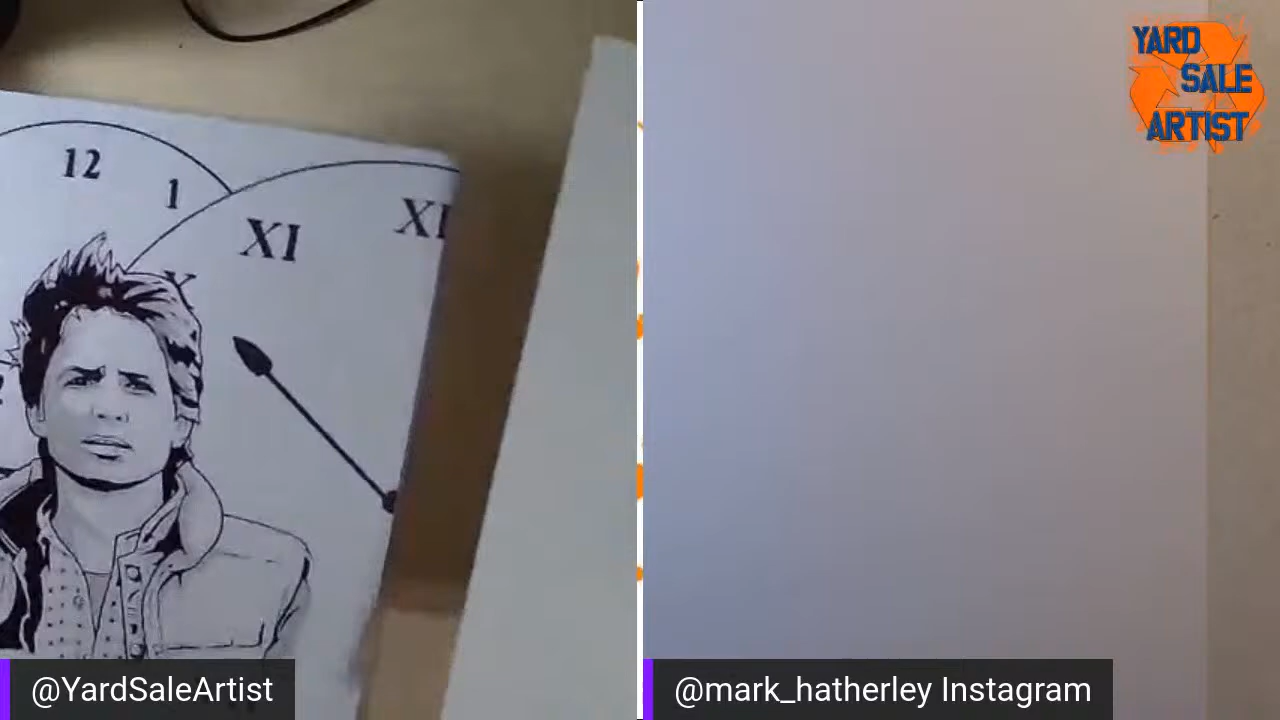 12
1
XI
XI
X
YARD
SALE
ARTIST
@YardSaleArtist
@mark_hatherley Instagram